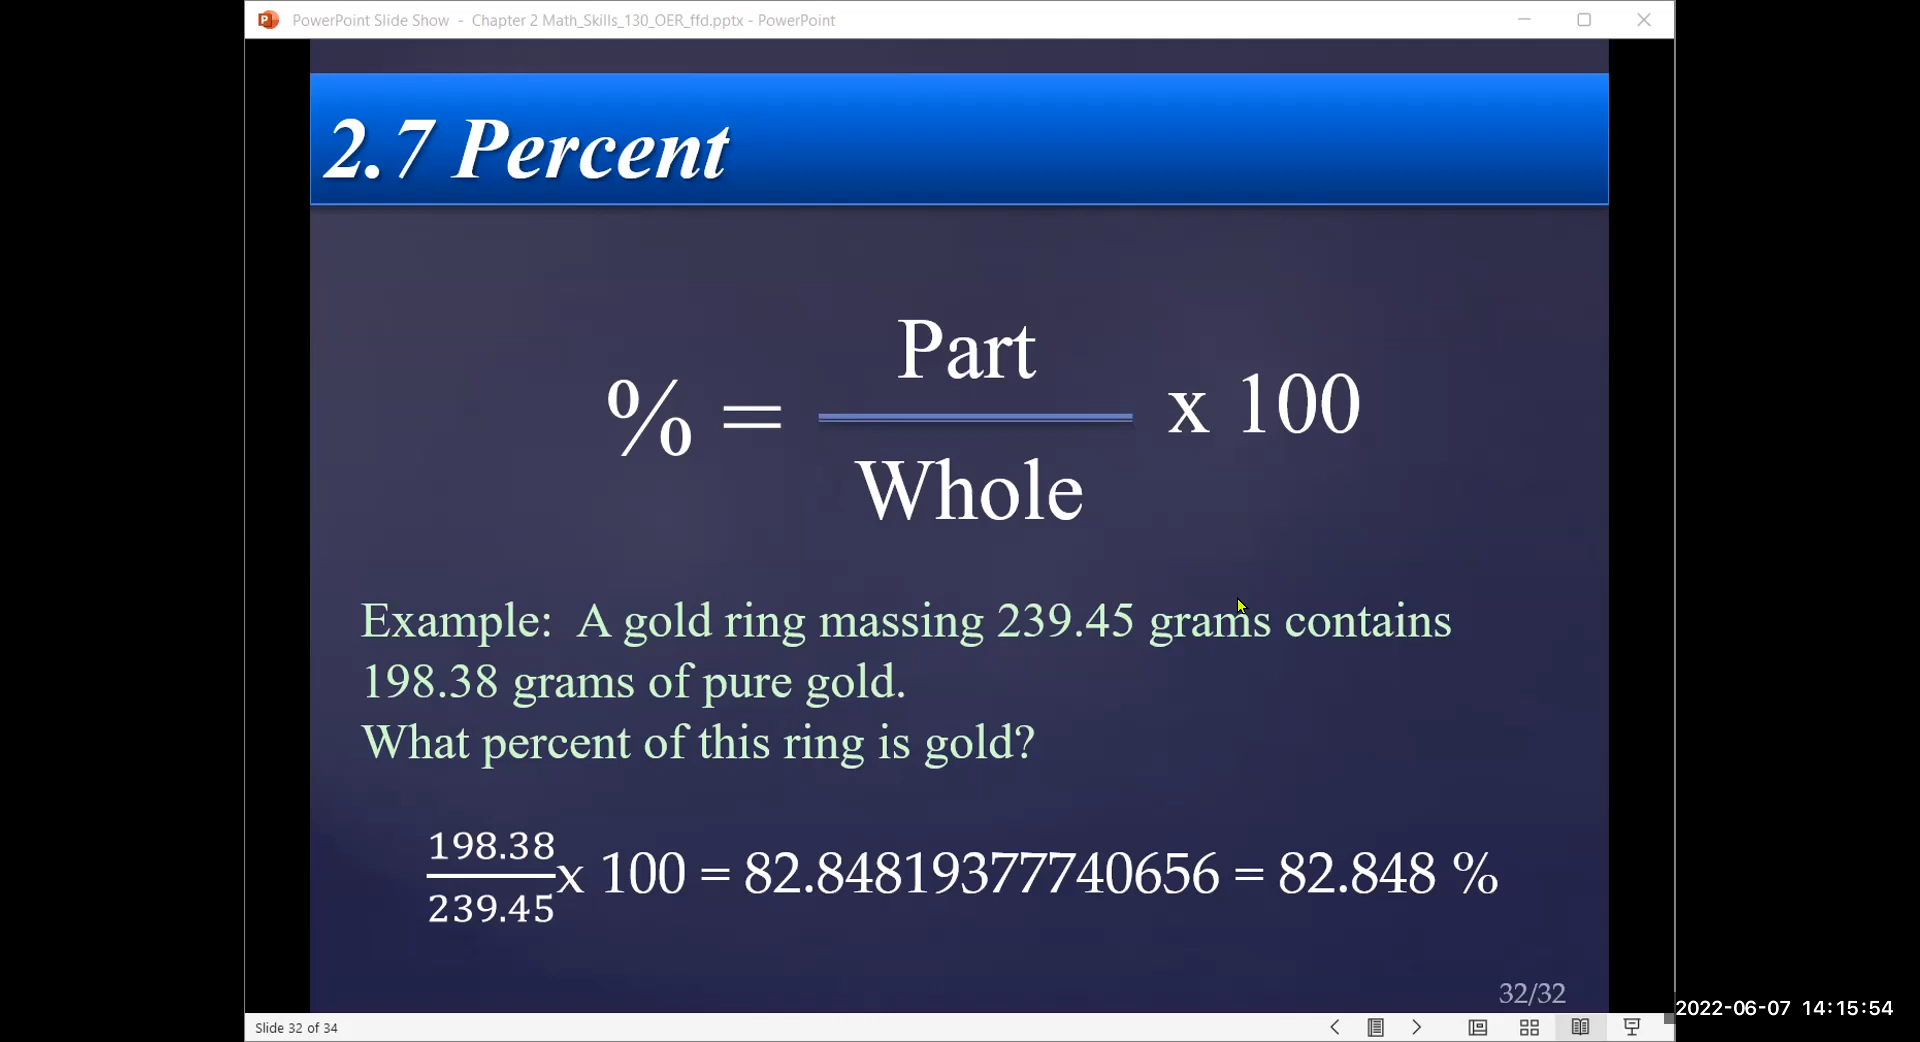 PowerPoint Slide Show - Chapter 2 Math_Skills_130_OER_ffd.pptx - PowerPoint
2.7 Percent
Part
% = x 100
Whole
Example: A gold ring massing 239.45 grams contains
198.38 grams of pure gold.
What percent of this ring is gold?
198.38
x 100 = 82.84819377740656 = 82.848 %
239.45
32/32
2022-06-07 14:15:54
Slide 32 of 34